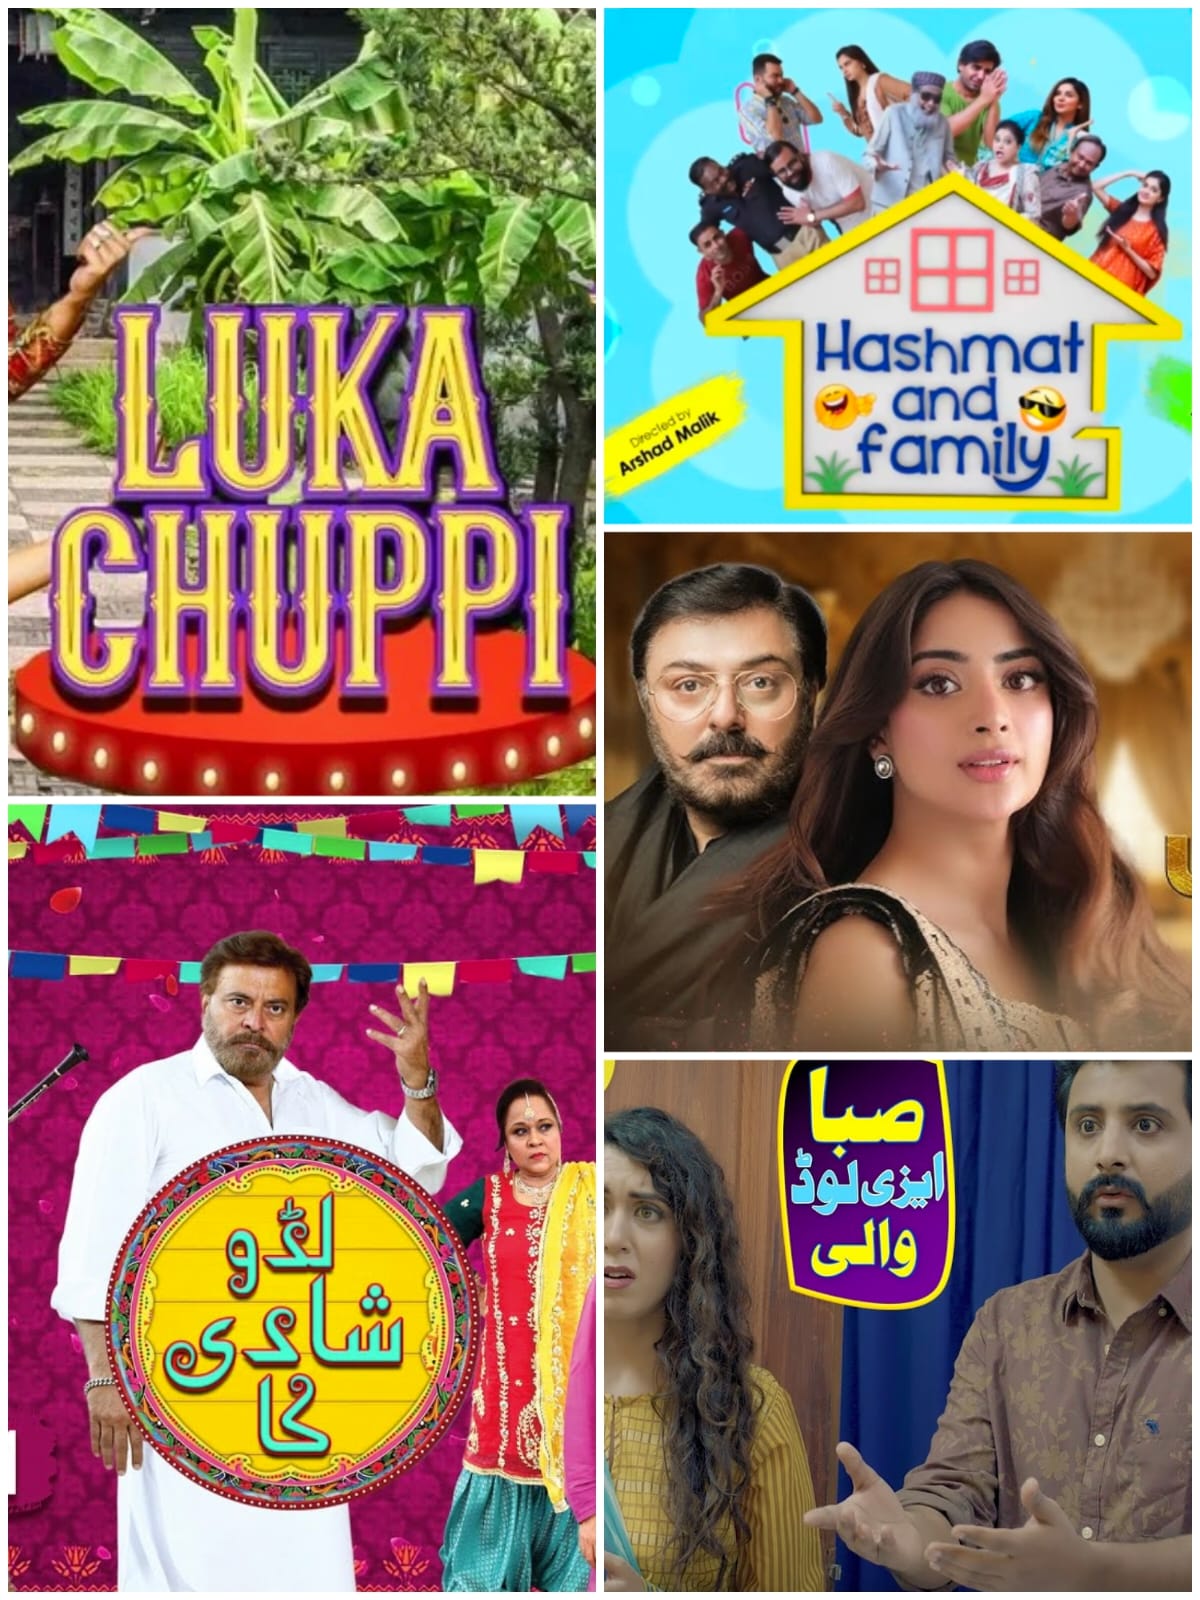 LUKA
CHUPPI
Hashmat
and
family
Directed by
Arshad Malik
لڈو
شادی
کا
صبا
ایزی لوڈ
والی